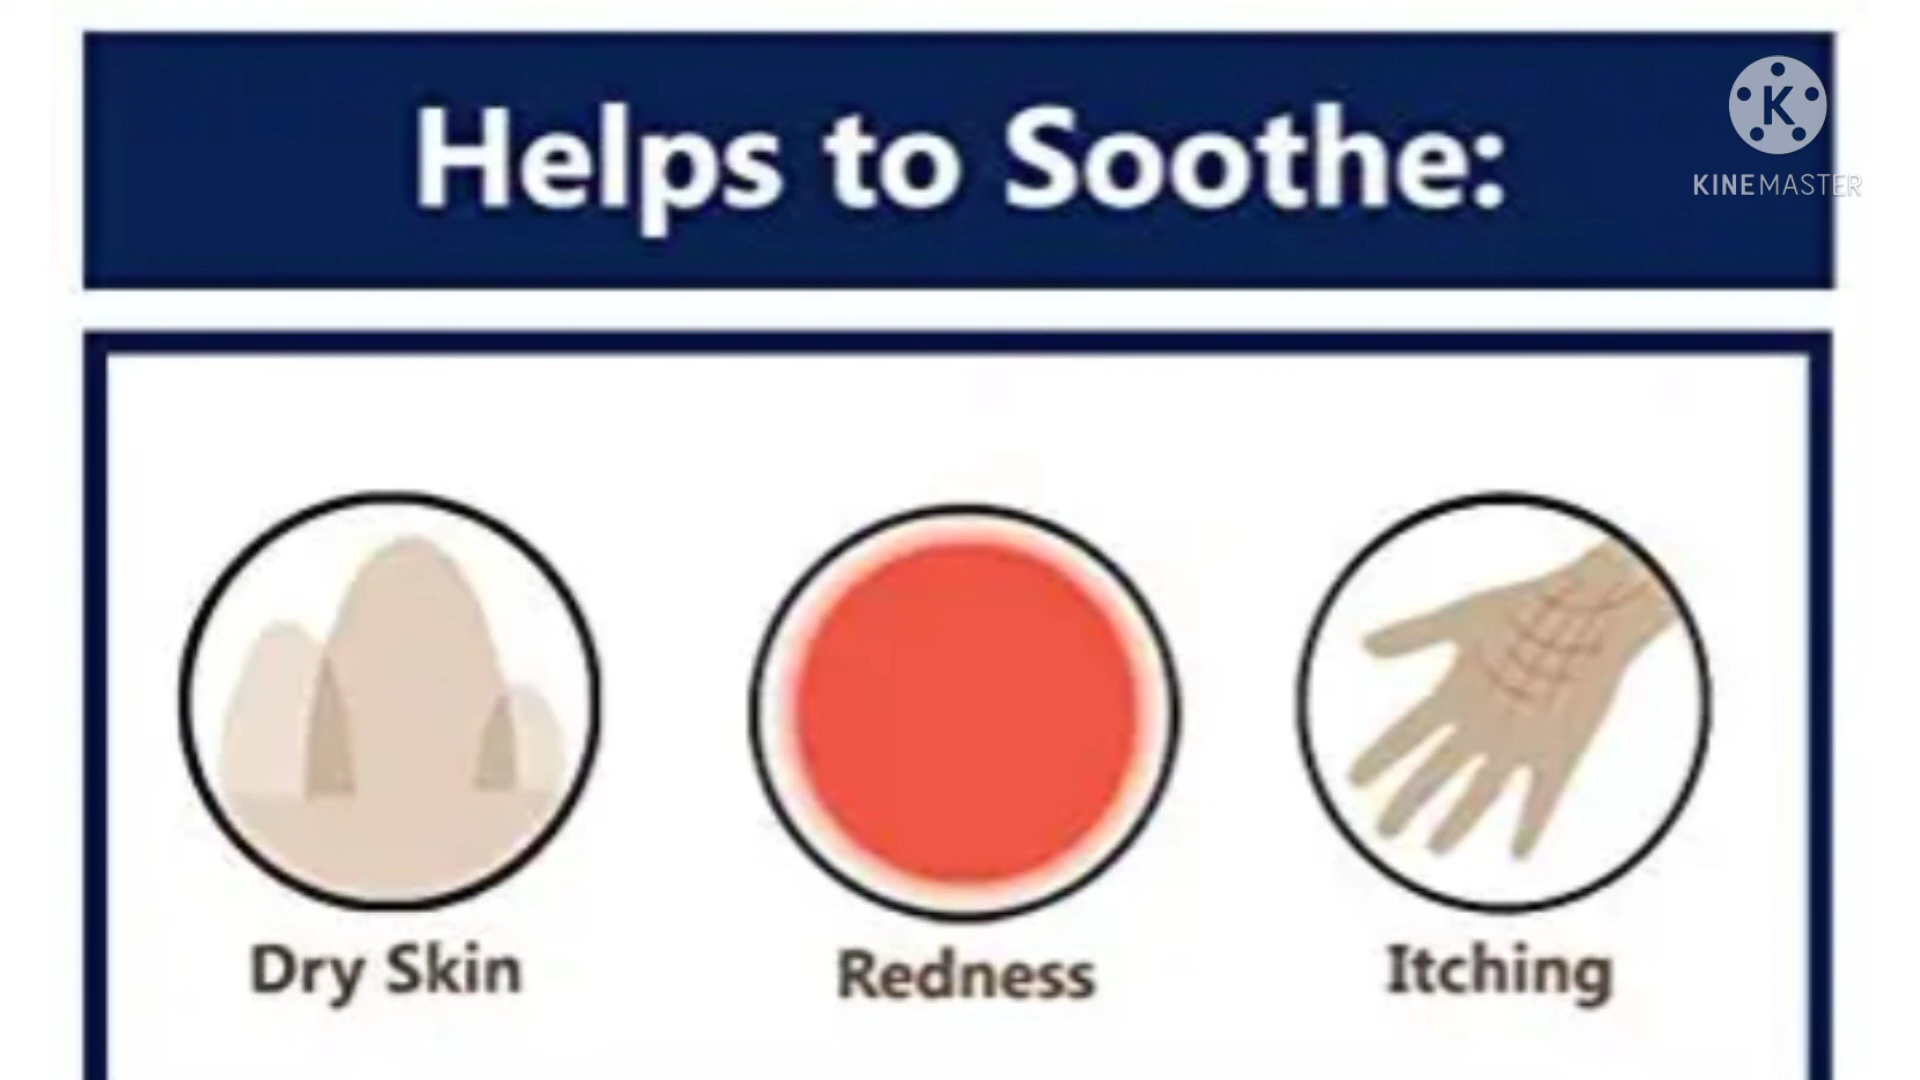 Helps to Soothe:
K
KINEMASTER
Dry Skin
Redness
Itching